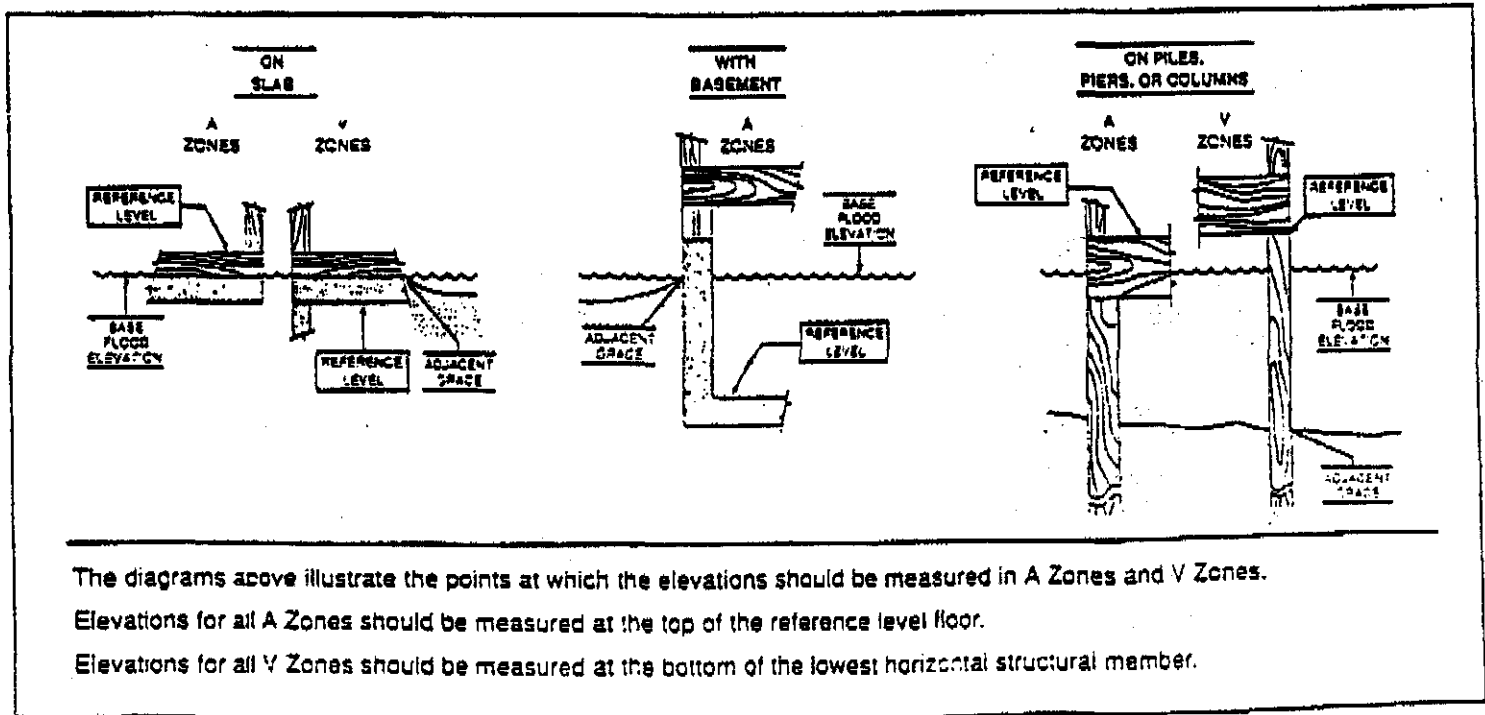 ON
SLAB
A
ZONES
V
ZONES
REFERENCE
LEVEL
BASE
FLOOD
ELEVATION
REFERENCE
LEVEL
ADJACENT
GRADE
WITH
BASEMENT
A
ZONES
BASE
FLOOD
ELEVATION
ADJACENT
GRADE
REFERENCE
LEVEL
ON PILES,
PIERS, OR COLUMNS
A
ZONES
V
ZONES
REFERENCE
LEVEL
REFERENCE
LEVEL
BASE
FLOOD
ELEVATION
ADJACENT
GRADE
The diagrams above illustrate the points at which the elevations should be measured in A Zones and V Zones.
Elevations for all A Zones should be measured at the top of the reference level floor.
Elevations for all V Zones should be measured at the bottom of the lowest horizontal structural member.